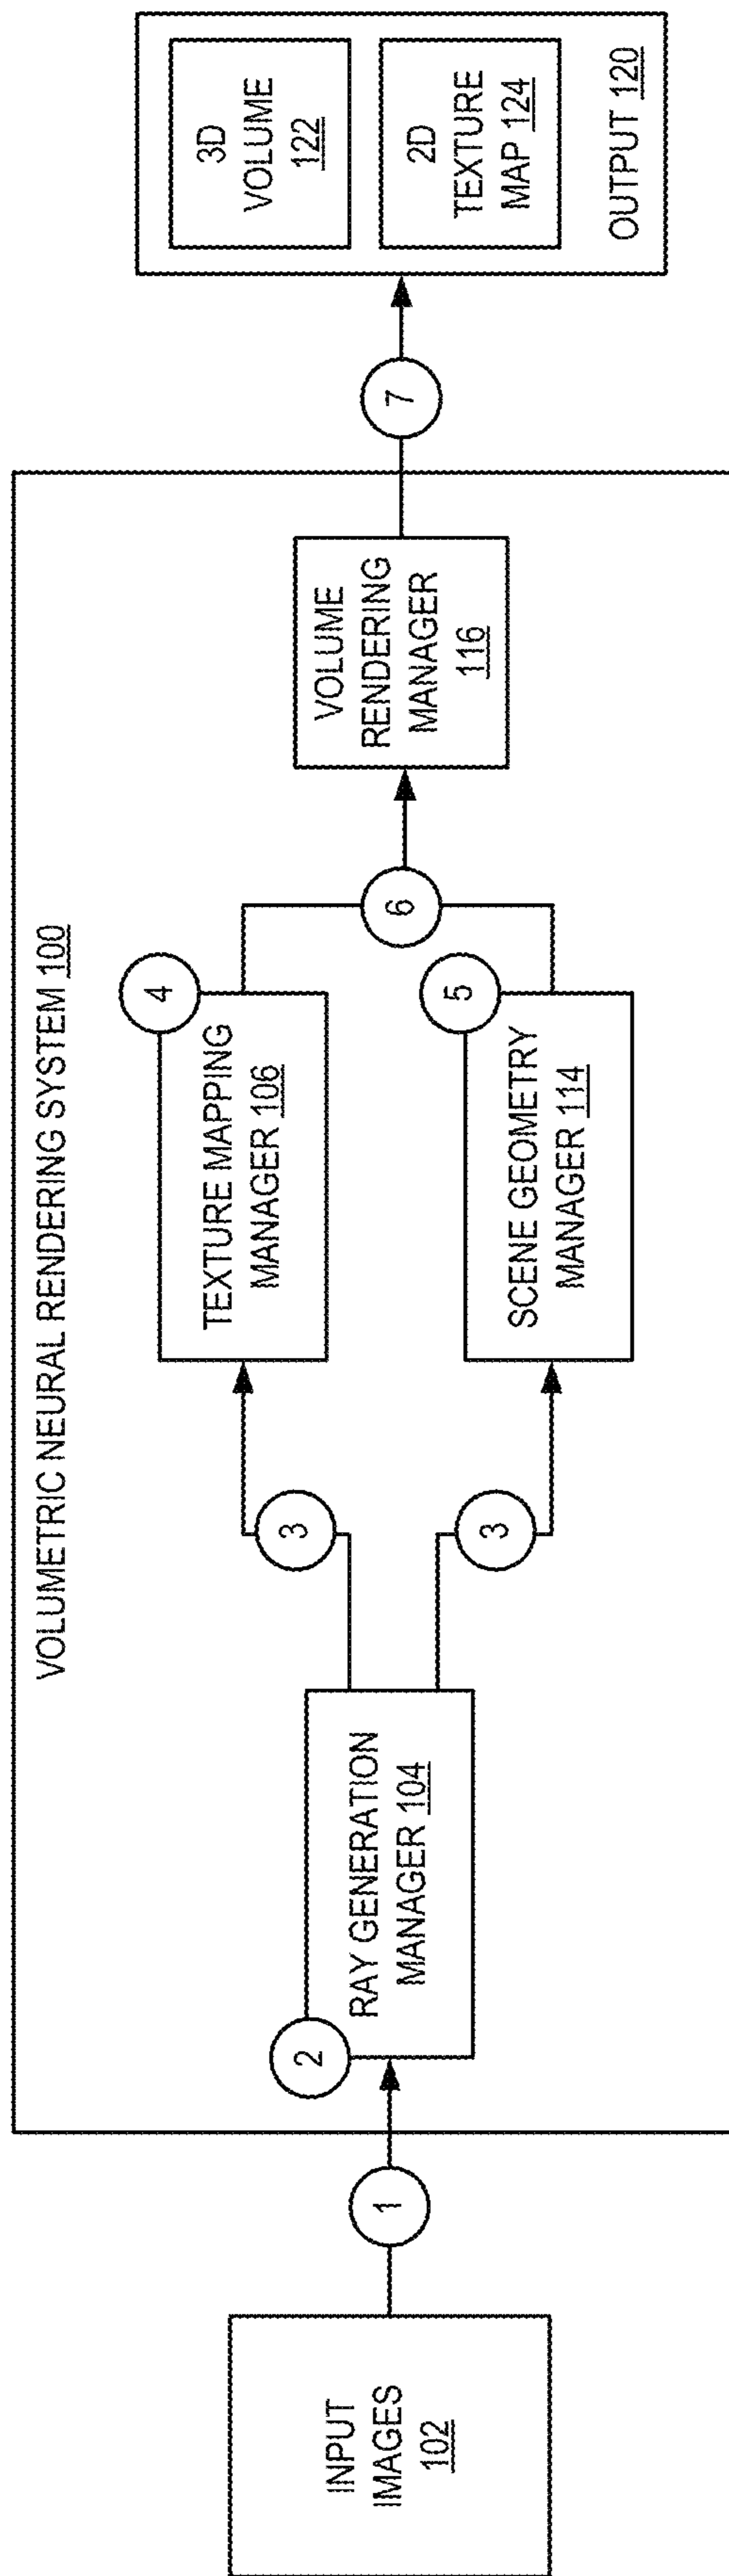 VOLUMETRIC NEURAL RENDERING SYSTEM 100
INPUT
IMAGES
102
1
2
RAY GENERATION
MANAGER 104
3
3
4
TEXTURE MAPPING
MANAGER 106
5
SCENE GEOMETRY
MANAGER 114
6
VOLUME
RENDERING
MANAGER
116
7
3D
VOLUME
122
2D
TEXTURE
MAP 124
OUTPUT 120